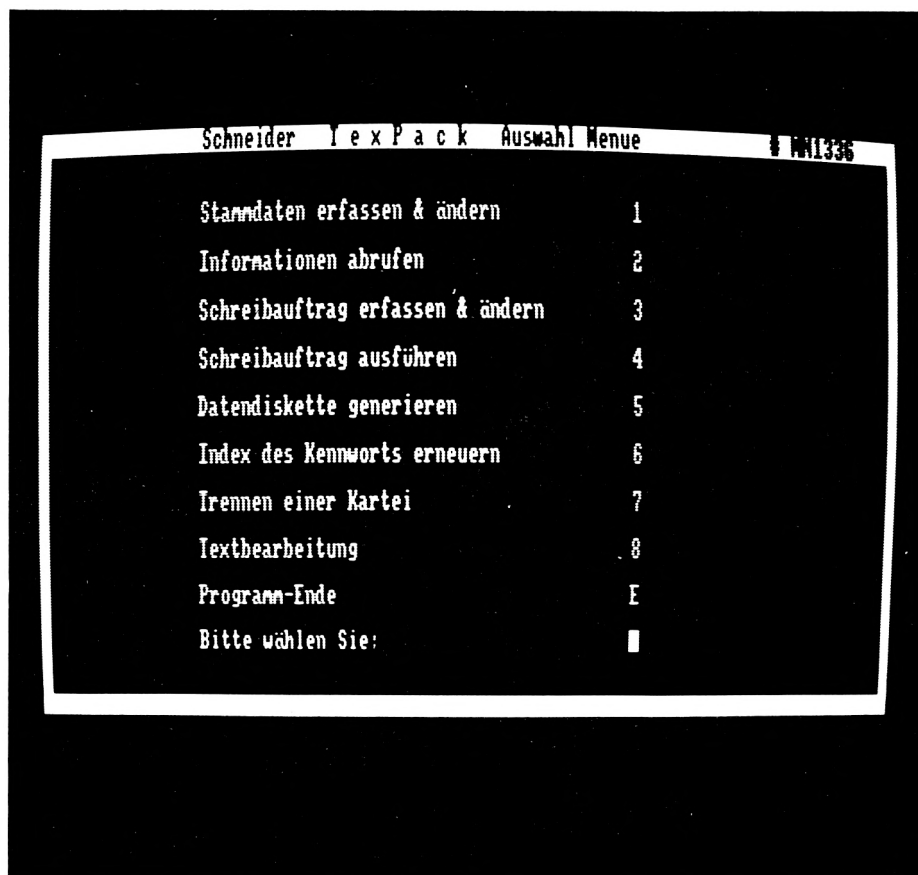 Schneider T e x P a c k Auswahl Menue # MN1336
Stammdaten erfassen & ändern 1
Informationen abrufen 2
Schreibauftrag erfassen & ändern 3
Schreibauftrag ausführen 4
Datendiskette generieren 5
Index des Kennworts erneuern 6
Trennen einer Kartei 7
Textbearbeitung 8
Programm-Ende E
Bitte wählen Sie: